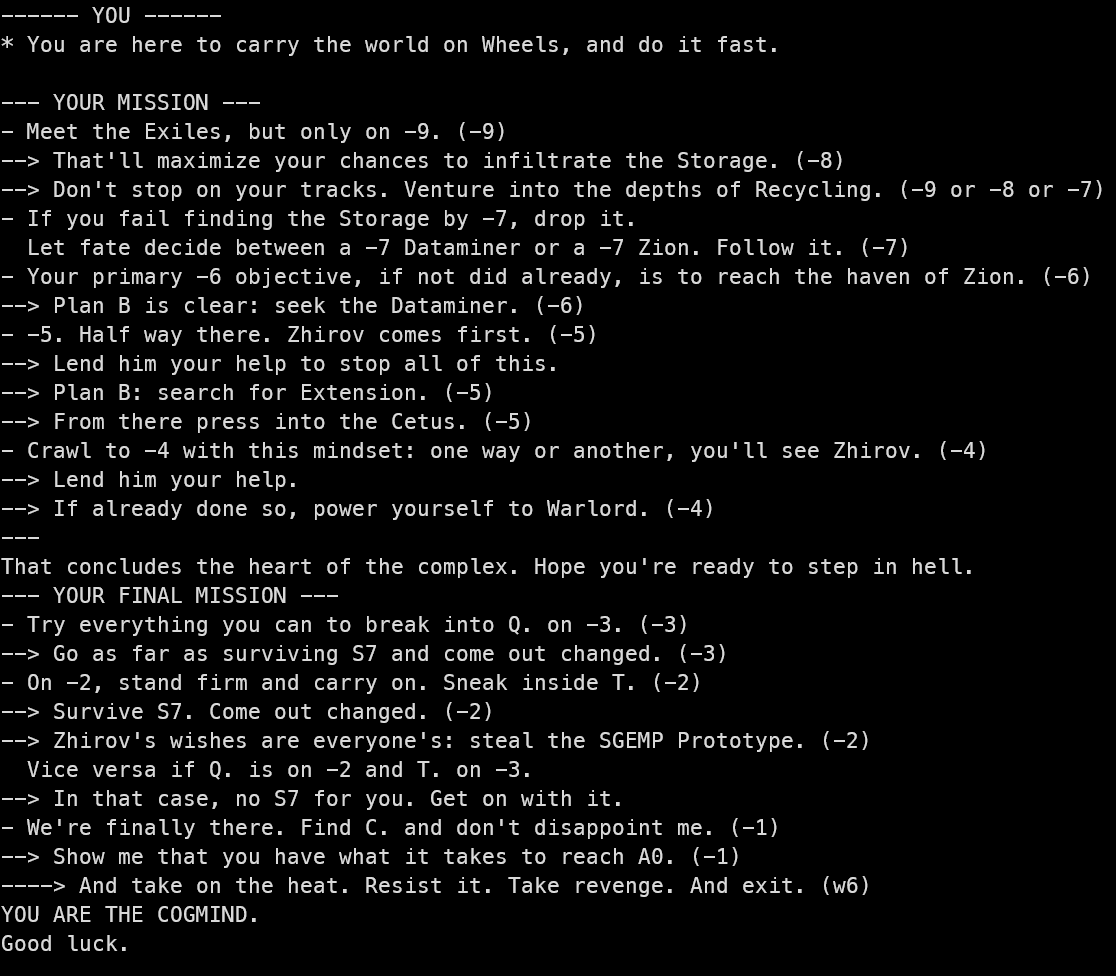 ------ YOU ------
* You are here to carry the world on Wheels, and do it fast.
--- YOUR MISSION ---
- Meet the Exiles, but only on -9. (-9)
--> That'll maximize your chances to infiltrate the Storage. (-8)
--> Don't stop on your tracks. Venture into the depths of Recycling. (-9 or -8 or -7)
- If you fail finding the Storage by -7, drop it.
  Let fate decide between a -7 Dataminer or a -7 Zion. Follow it. (-7)
- Your primary -6 objective, if not did already, is to reach the haven of Zion. (-6)
--> Plan B is clear: seek the Dataminer. (-6)
- -5. Half way there. Zhirov comes first. (-5)
--> Lend him your help to stop all of this.
--> Plan B: search for Extension. (-5)
--> From there press into the Cetus. (-5)
- Crawl to -4 with this mindset: one way or another, you'll see Zhirov. (-4)
--> Lend him your help.
--> If already done so, power yourself to Warlord. (-4)
---
That concludes the heart of the complex. Hope you're ready to step in hell.
--- YOUR FINAL MISSION ---
- Try everything you can to break into Q. on -3. (-3)
--> Go as far as surviving S7 and come out changed. (-3)
- On -2, stand firm and carry on. Sneak inside T. (-2)
--> Survive S7. Come out changed. (-2)
--> Zhirov's wishes are everyone's: steal the SGEMP Prototype. (-2)
  Vice versa if Q. is on -2 and T. on -3.
--> In that case, no S7 for you. Get on with it.
- We're finally there. Find C. and don't disappoint me. (-1)
--> Show me that you have what it takes to reach A0. (-1)
----> And take on the heat. Resist it. Take revenge. And exit. (w6)
YOU ARE THE COGMIND.
Good luck.